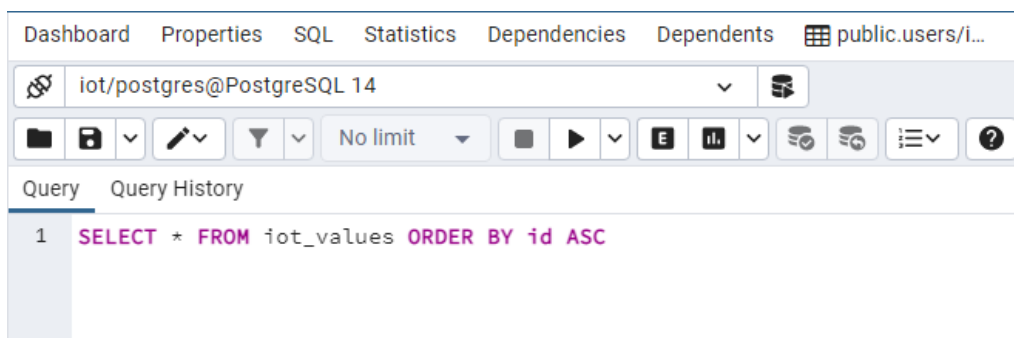 Dashboard Properties SQL Statistics Dependencies Dependents public.users/i...
iot/postgres@PostgreSQL 14
No limit E ?
Query Query History
1 SELECT * FROM iot_values ORDER BY id ASC